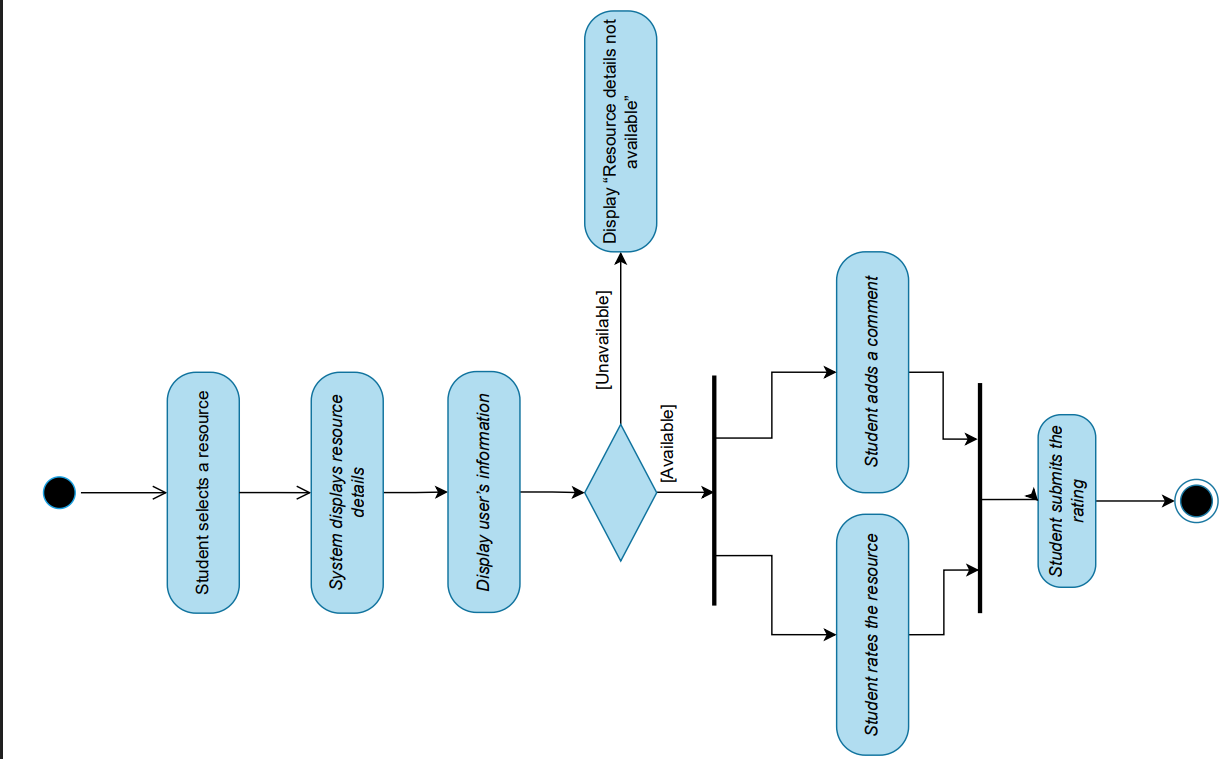 Student selects a resource
System displays resource
details
Display user's information
Display “Resource details not
available”
[Unavailable]
[Available]
Student adds a comment
Student rates the resource
Student submits the
rating